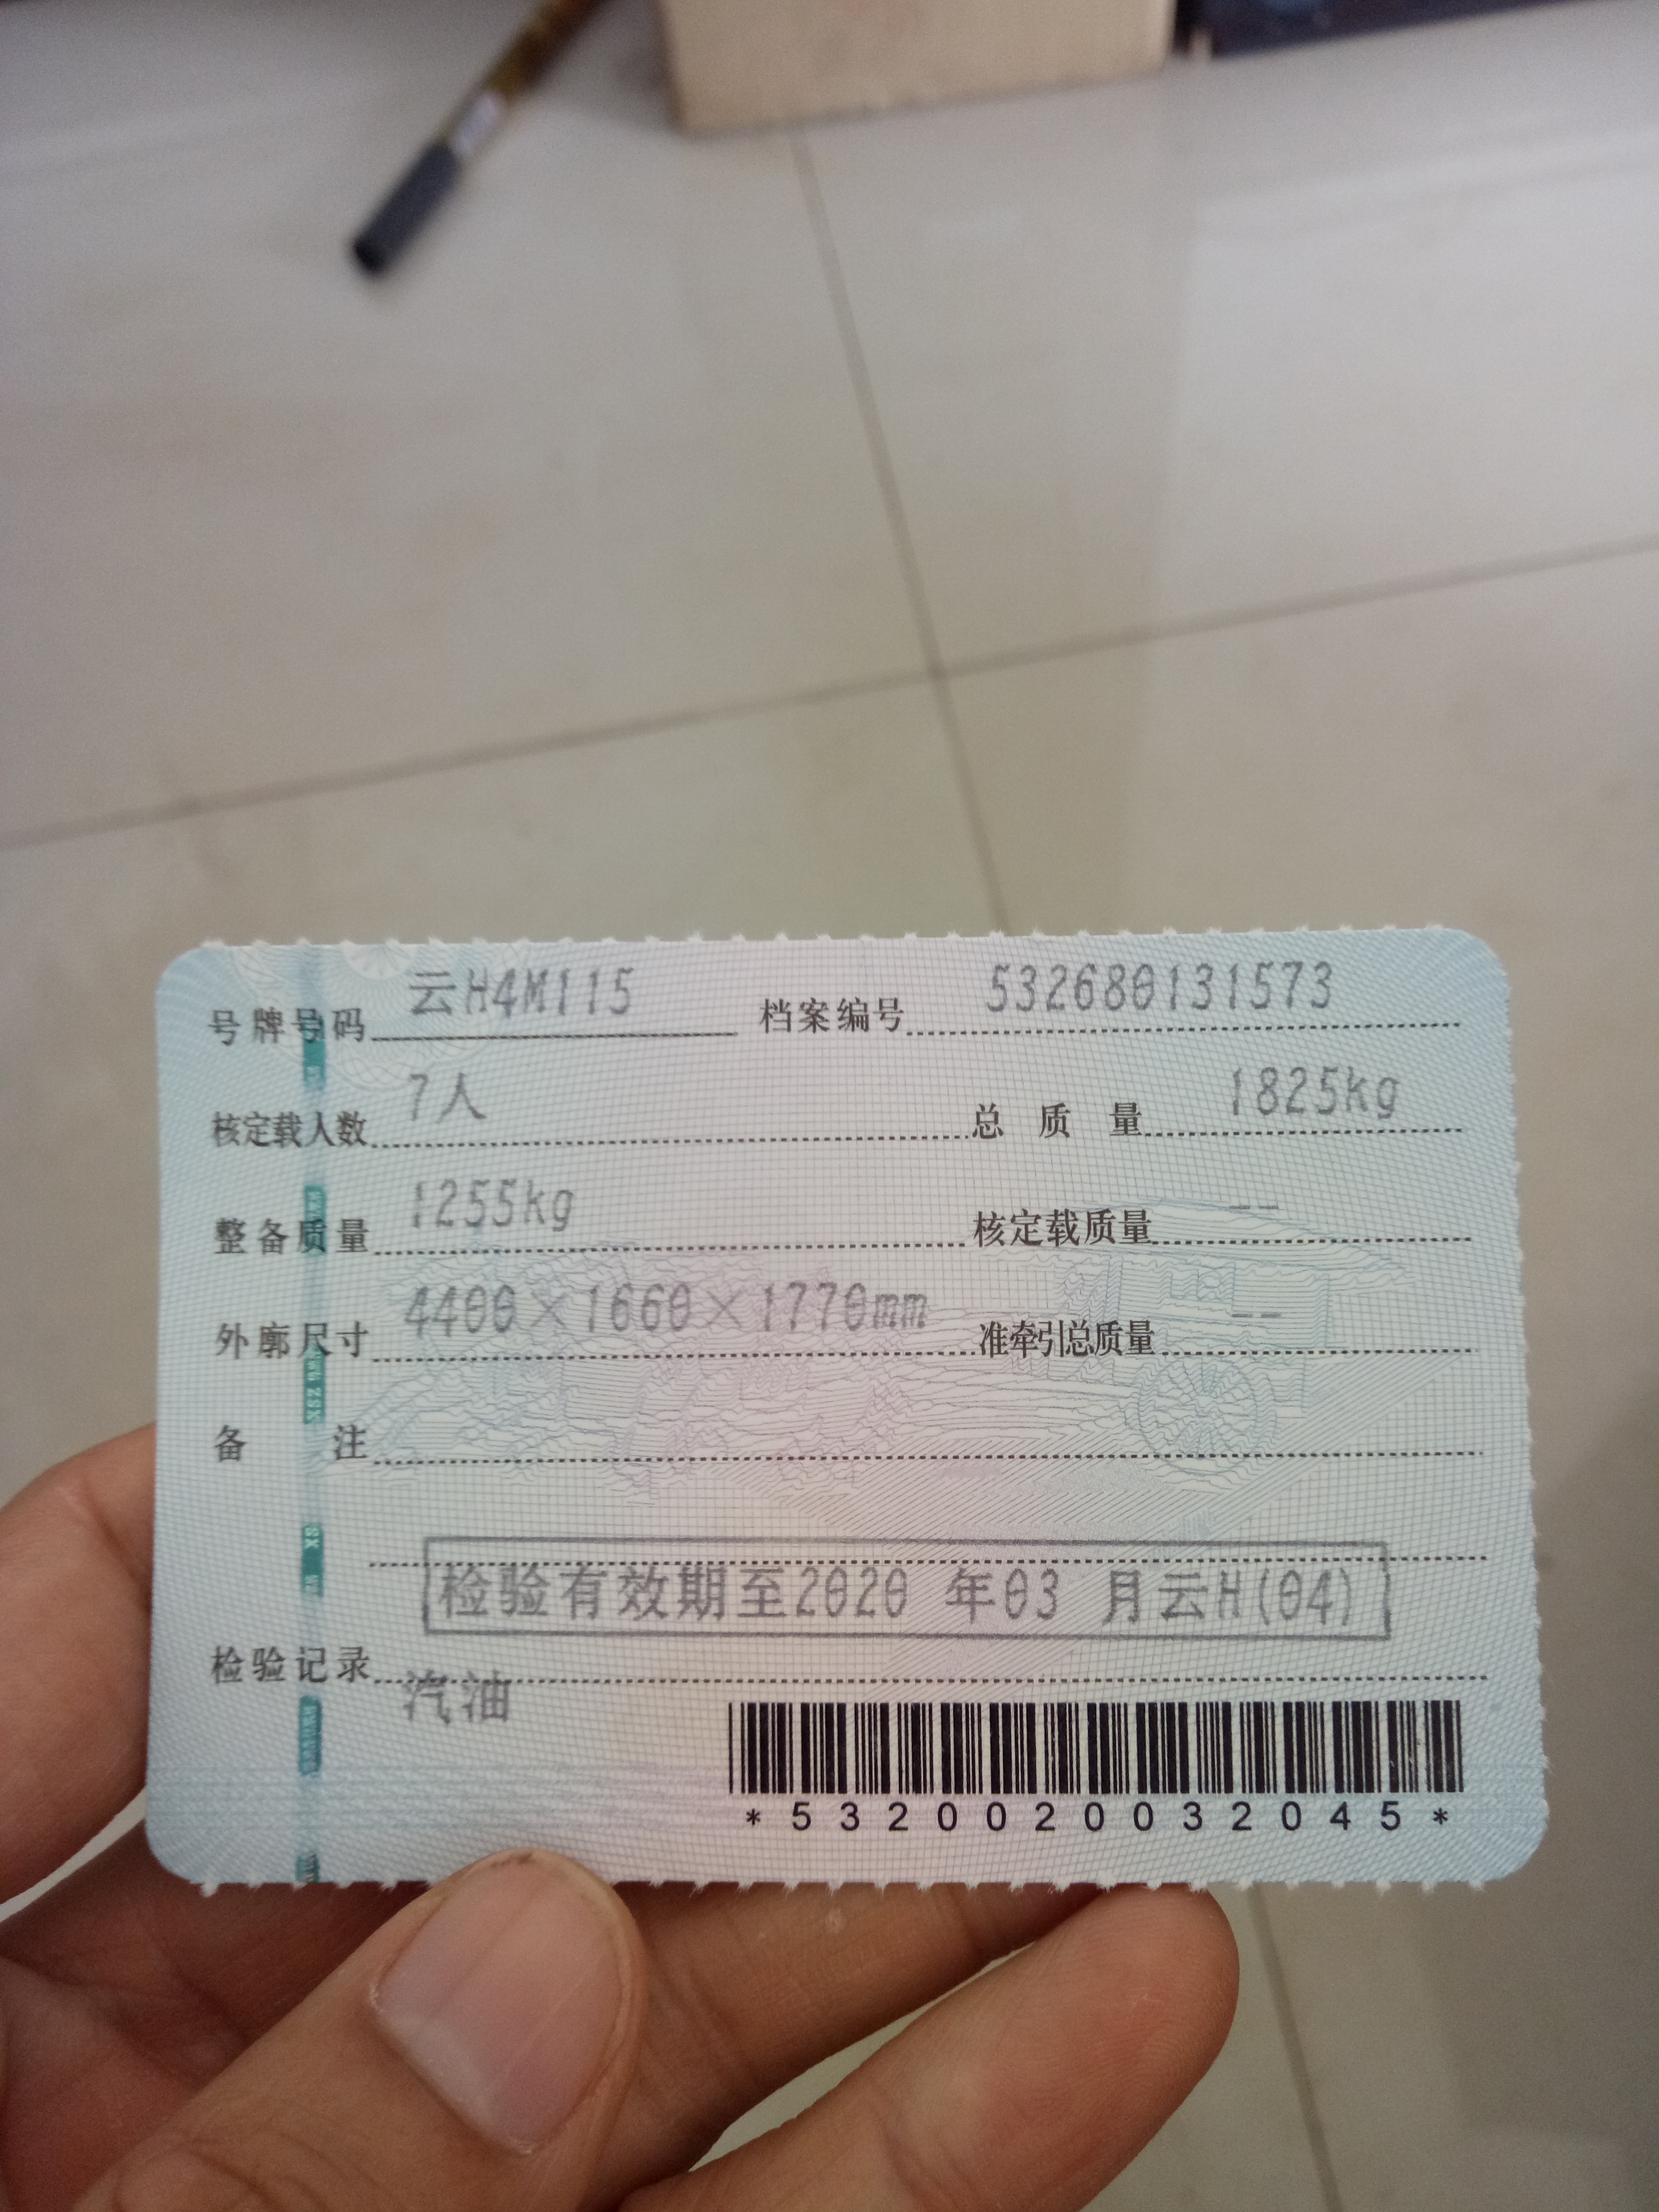 号牌号码 云H4M115 档案编号 532680131573
核定载人数 7人 总质量 1825kg
整备质量 1255kg 核定载质量 --
外廓尺寸 4400×1660×1770mm 准牵引总质量 --
备注
检验有效期至2020 年03 月云H(04)
检验记录
汽油
*5320020032045*